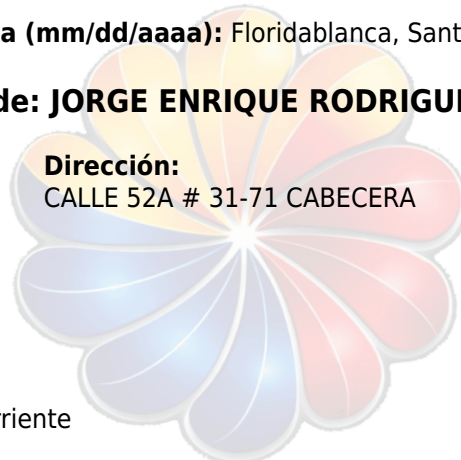 a (mm/dd/aaaa): Floridablanca, Sant
de: JORGE ENRIQUE RODRIGU
Dirección:
CALLE 52A # 31-71 CABECERA
rriente